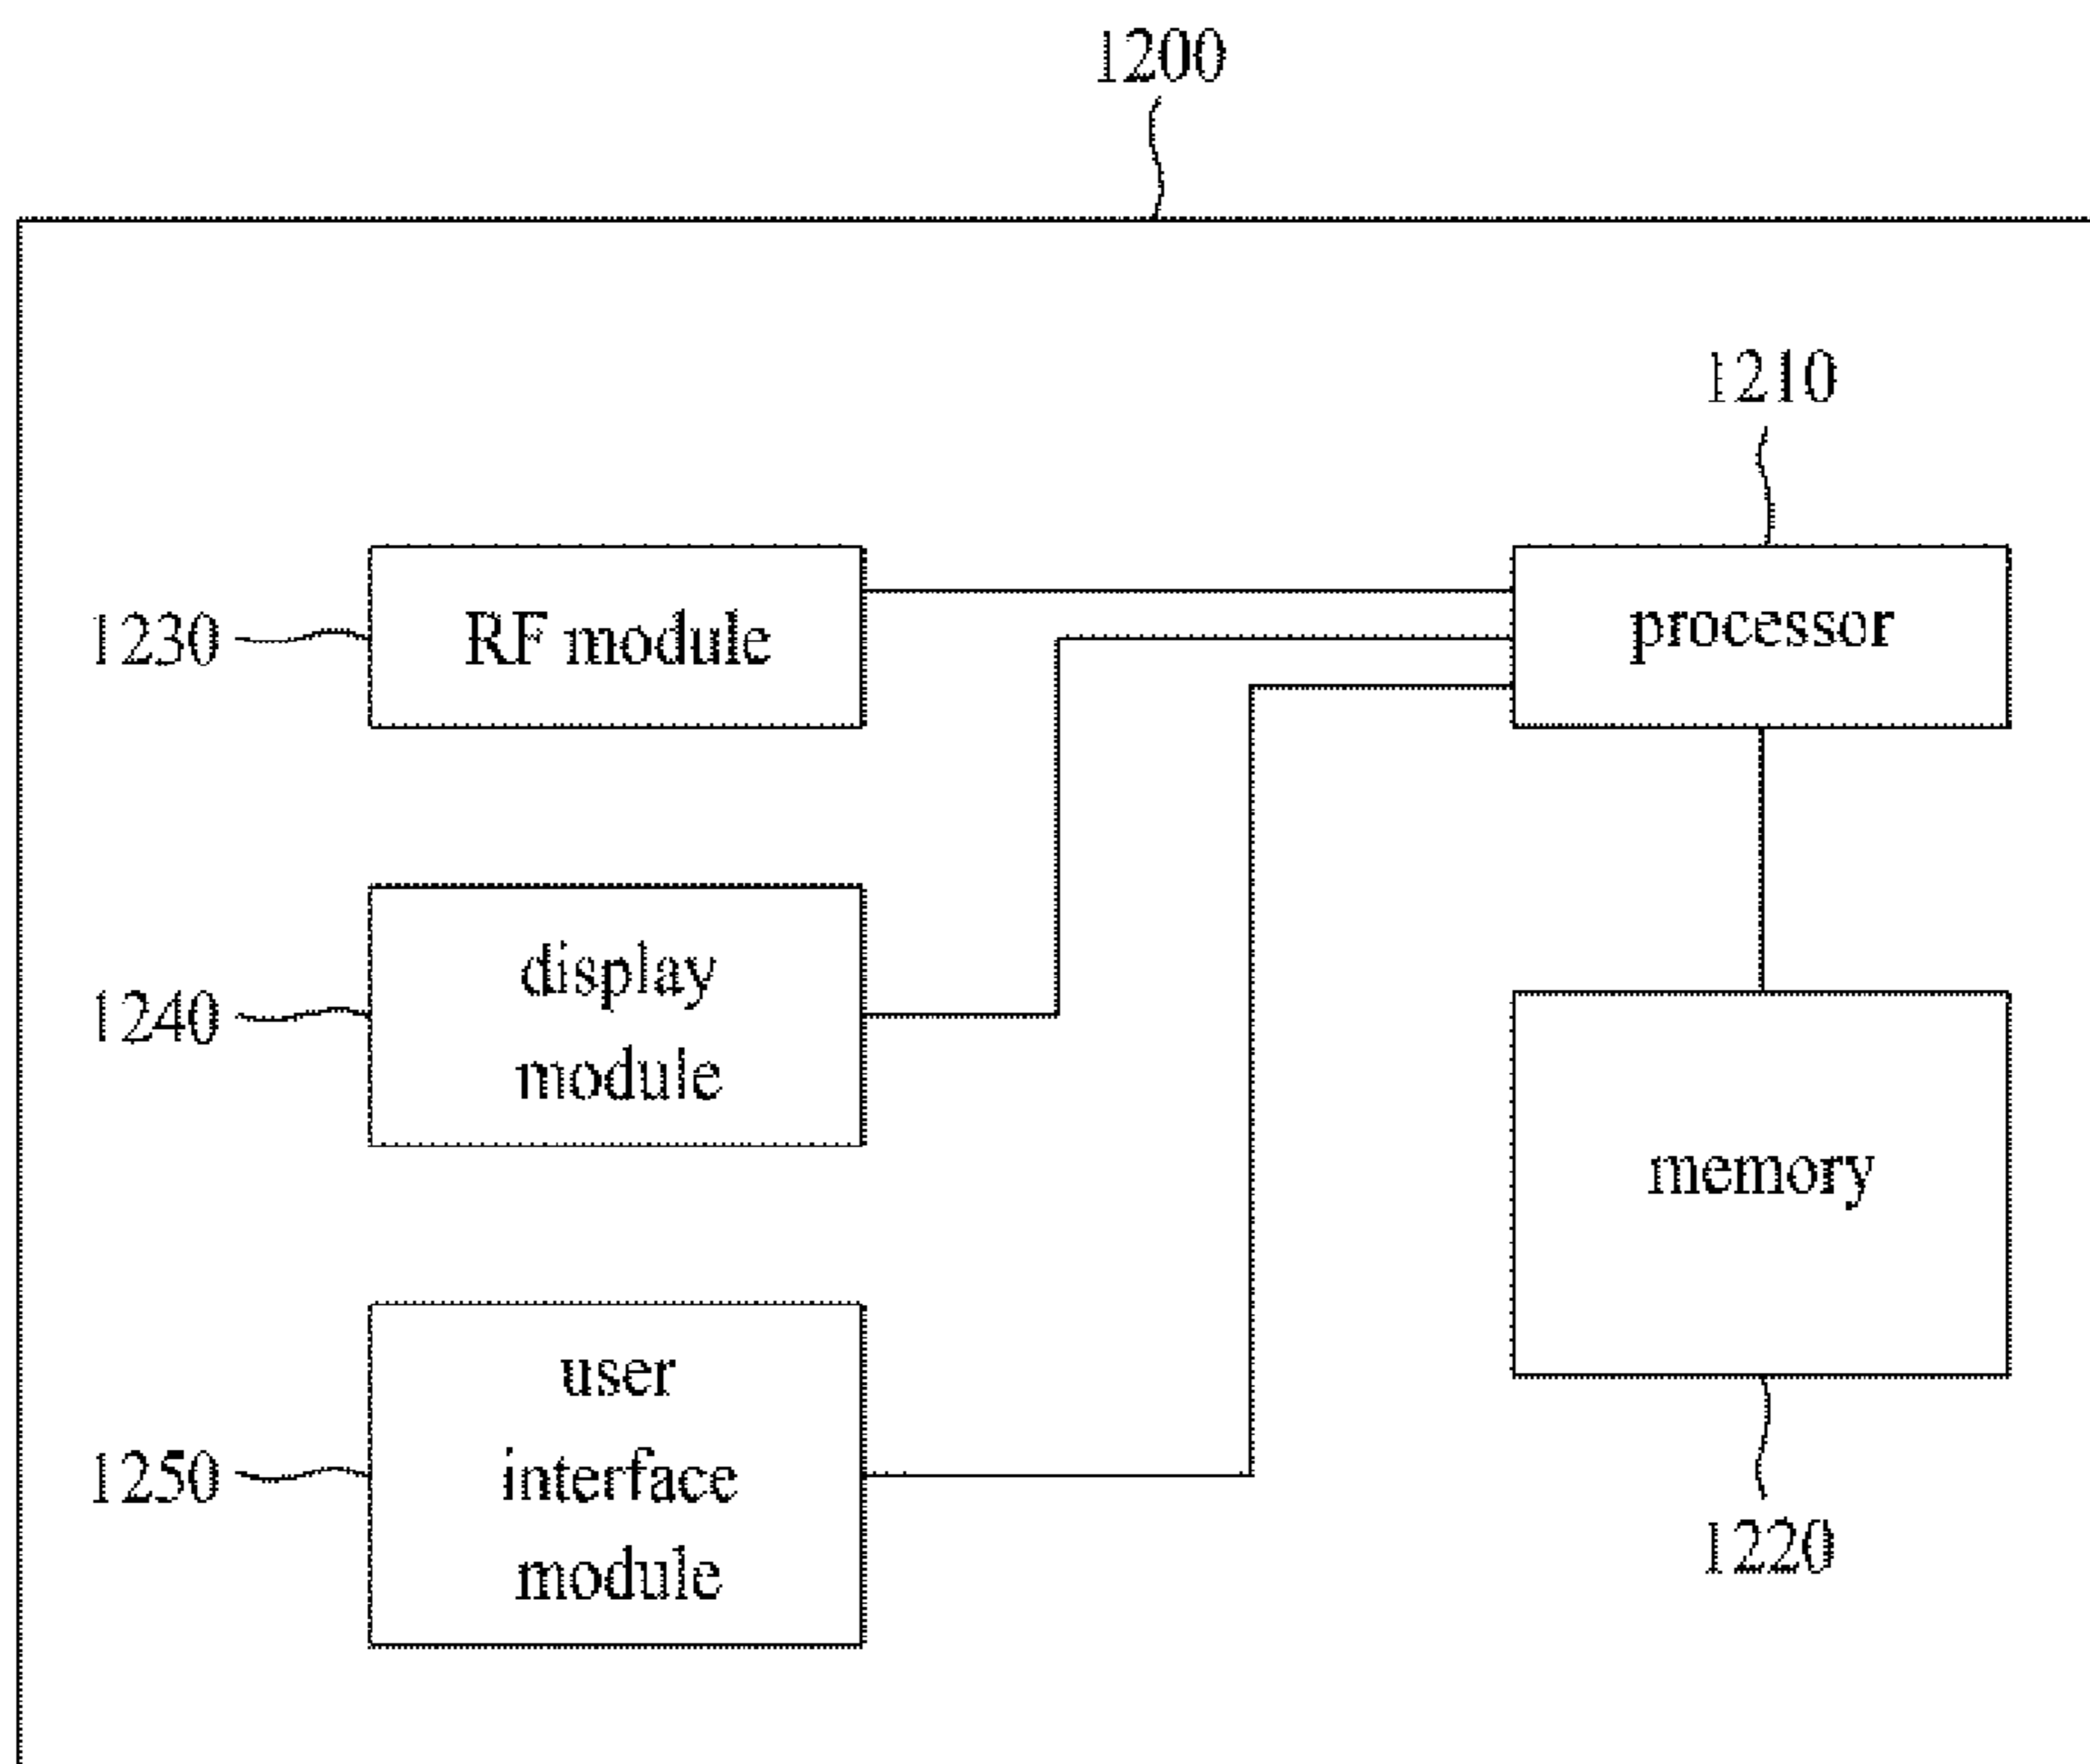 1200
1210
1230
RF module
processor
1240
display
module
memory
1250
user
interface
module
1220